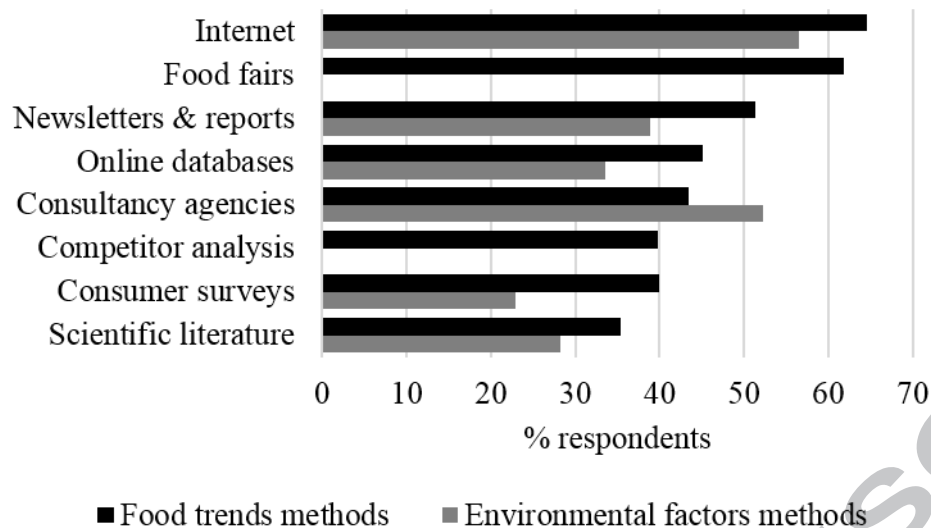 Internet
Food fairs
Newsletters & reports
Online databases
Consultancy agencies
Competitor analysis
Consumer surveys
Scientific literature
0 10 20 30 40 50 60 70
% respondents
Food trends methods Environmental factors methods